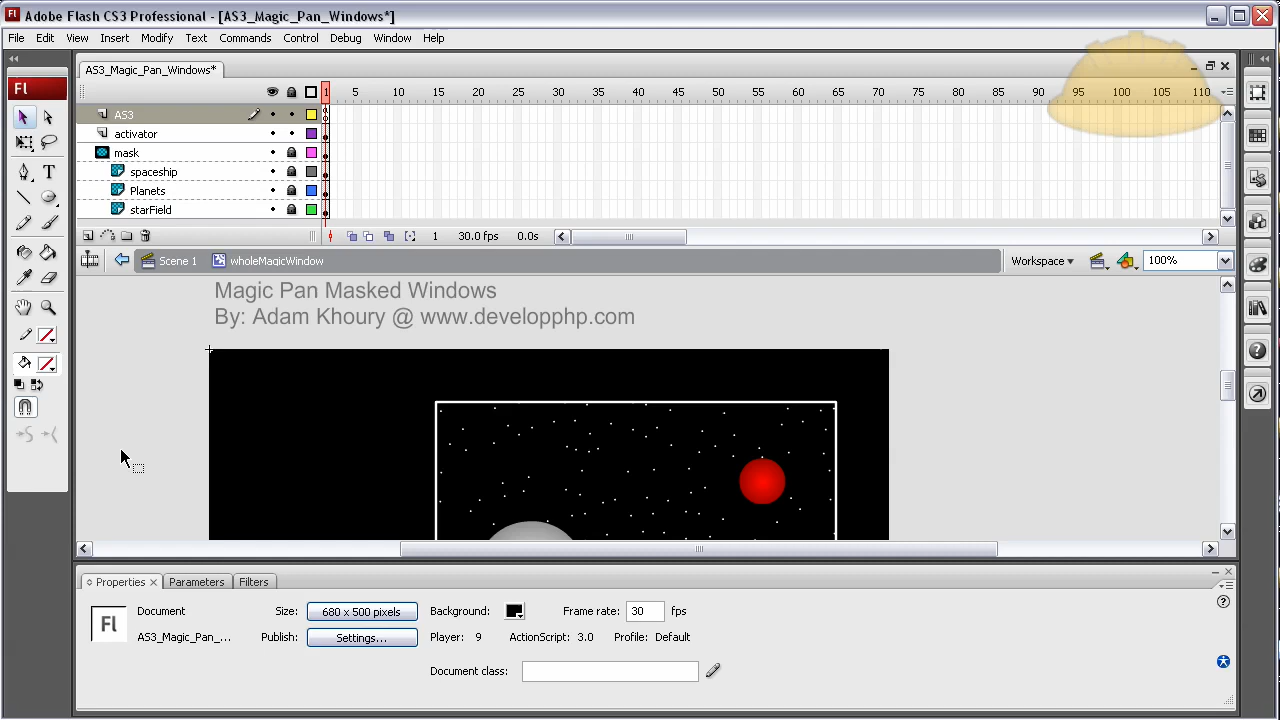 Adobe Flash CS3 Professional - [AS3_Magic_Pan_Windows*]
File Edit View Insert Modify Text Commands Control Debug Window Help
AS3_Magic_Pan_Windows*
Fl
1 5 10 15 20 25 30 35 40 45 50 55 60 65 70 75 80 85 90 95 100 105 110
AS3
activator
mask
spaceship
Planets
starField
1 30.0 fps 0.0s
Scene 1 wholeMagicWindow Workspace 100%
Magic Pan Masked Windows
By: Adam Khoury @ www.developphp.com
Properties Parameters Filters
Fl
Document Size: 680 x 500 pixels Background: Frame rate: 30 fps
AS3_Magic_Pan_... Publish: Settings... Player: 9 ActionScript: 3.0 Profile: Default
Document class: